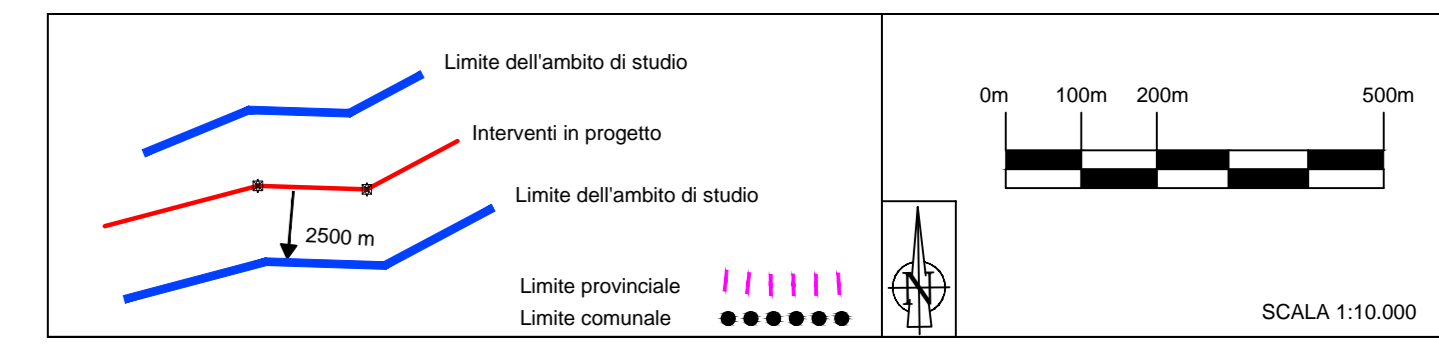 Limite dell'ambito di studio
Interventi in progetto
Limite dell'ambito di studio
2500 m
Limite provinciale
Limite comunale
0m 100m 200m 500m
N
SCALA 1:10.000